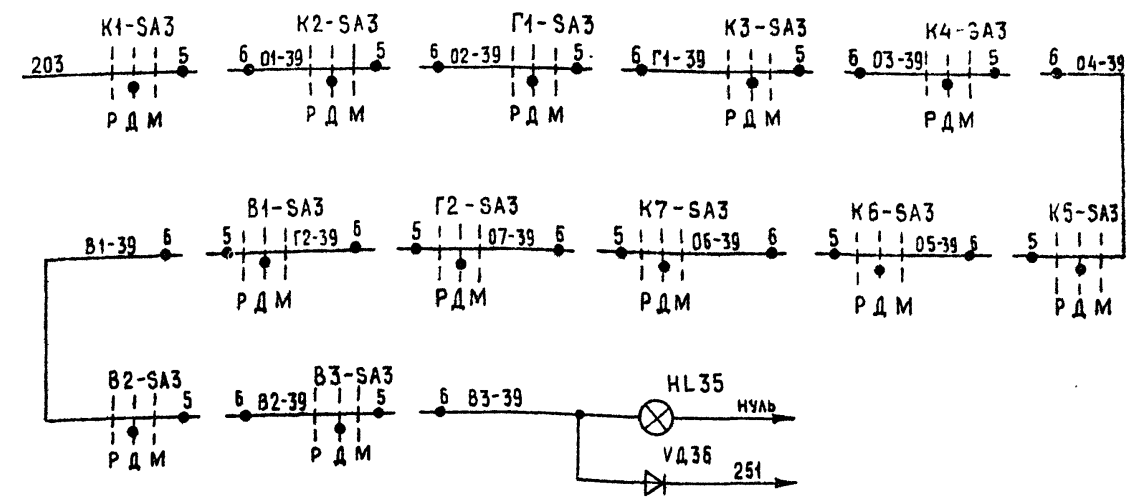 К1-SA3 К2-SA3 Г1-SA3 К3-SA3 К4-SA3
203 5 6 01-39 5 6 02-39 5 6 Г1-39 5 6 03-39 5 6 04-39
Р Д М Р Д М Р Д М Р Д М Р Д М
В1-SA3 Г2-SA3 К7-SA3 К6-SA3 К5-SA3
В1-39 6 5 Г2-39 6 5 07-39 6 5 06-39 6 5 05-39 6 5
Р Д М Р Д М Р Д М Р Д М Р Д М
В2-SA3 В3-SA3 HL35
5 6 В2-39 5 6 В3-39 НУЛЬ
Р Д М Р Д М VД36 251